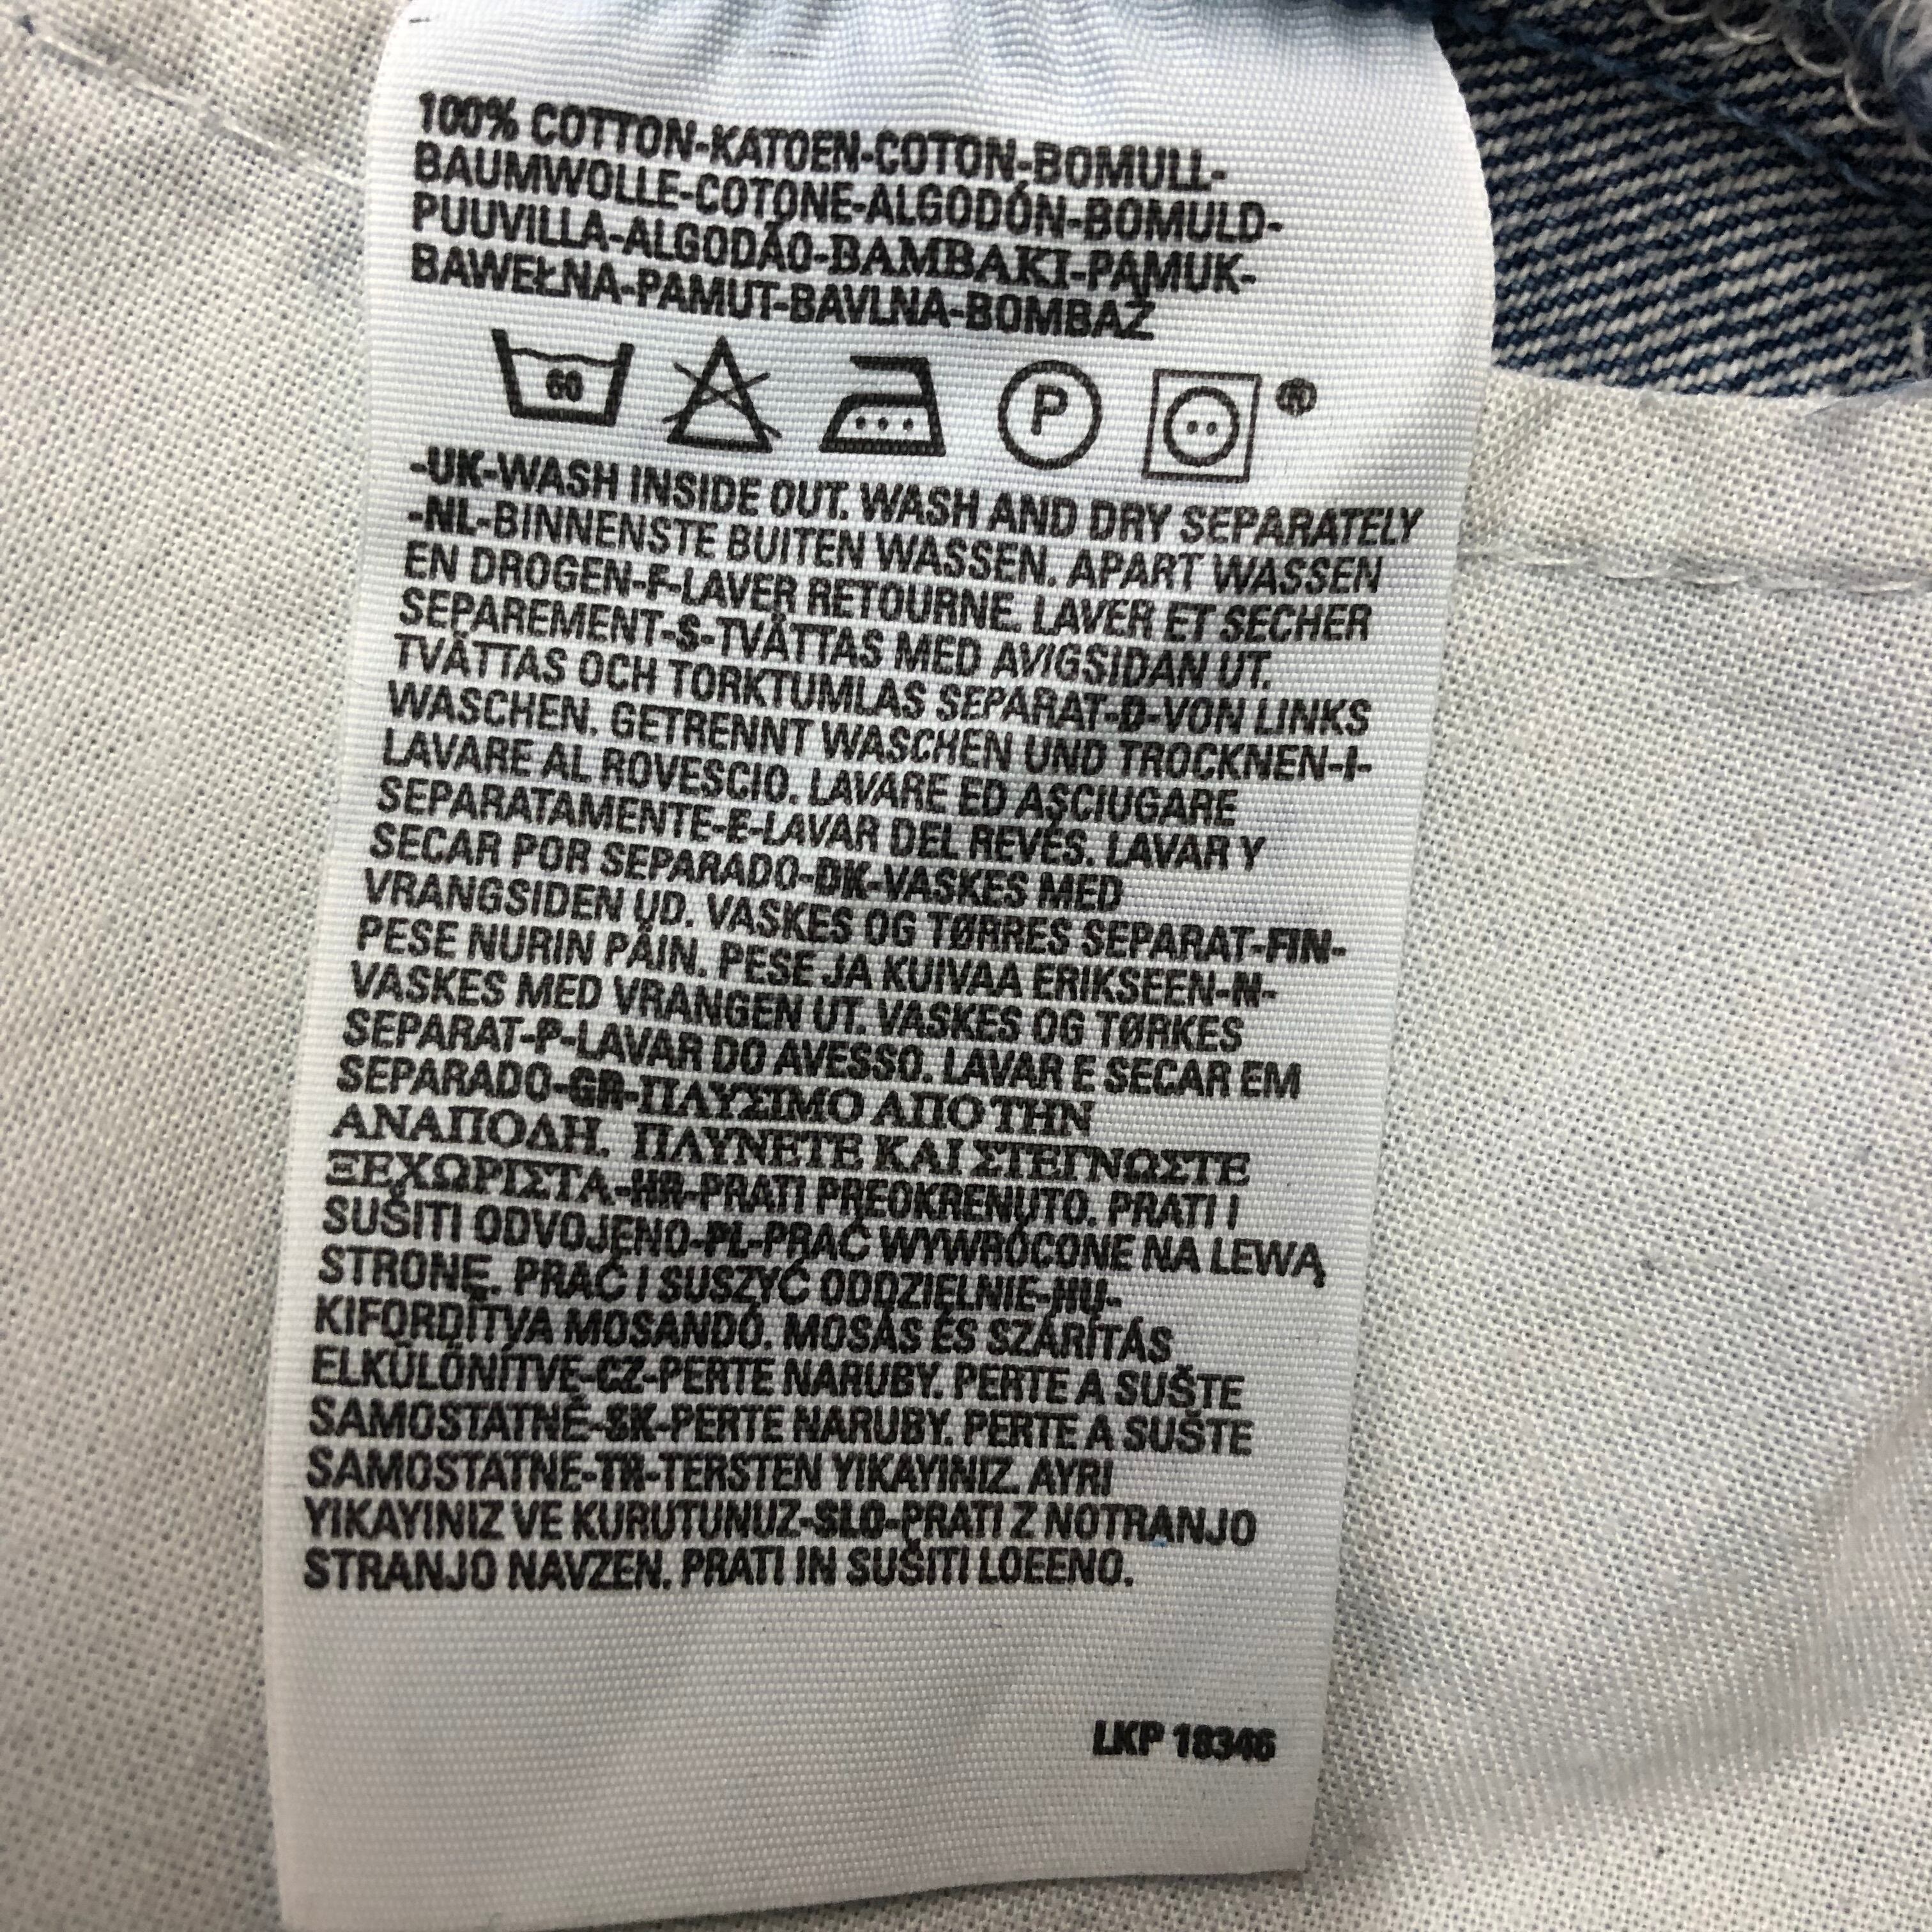 100% COTTON-KATOEN-COTON-BOMULL-
BAUMWOLLE-COTONE-ALGODÓN-BOMULD-
PUUVILLA-ALGODÃO-BAMBAKI-PAMUK-
BAWEŁNA-PAMUT-BAVLNA-BOMBAŽ
60 P ®
-UK-WASH INSIDE OUT. WASH AND DRY SEPARATELY
-NL-BINNENSTE BUITEN WASSEN. APART WASSEN
EN DROGEN-F-LAVER RETOURNE. LAVER ET SECHER
SEPAREMENT-S-TVÄTTAS MED AVIGSIDAN UT.
TVÄTTAS OCH TORKTUMLAS SEPARAT-D-VON LINKS
WASCHEN. GETRENNT WASCHEN UND TROCKNEN-I-
LAVARE AL ROVESCIO. LAVARE ED ASCIUGARE
SEPARATAMENTE-E-LAVAR DEL REVÉS. LAVAR Y
SECAR POR SEPARADO-DK-VASKES MED
VRANGSIDEN UD. VASKES OG TØRRES SEPARAT-FIN-
PESE NURIN PÄIN. PESE JA KUIVAA ERIKSEEN-N-
VASKES MED VRANGEN UT. VASKES OG TØRKES
SEPARAT-P-LAVAR DO AVESSO. LAVAR E SECAR EM
SEPARADO-GR-ΠΛΥΣΙΜΟ ΑΠΟ ΤΗΝ
ΑΝΑΠΟΔΗ. ΠΛΥΝΕΤΕ ΚΑΙ ΣΤΕΓΝΩΣΤΕ
ΞΕΧΩΡΙΣΤΑ-HR-PRATI PREOKRENUTO. PRATI I
SUŠITI ODVOJENO-PL-PRAĆ WYWRÓCONE NA LEWĄ
STRONĘ. PRAĆ I SUSZYĆ ODDZIELNIE-HU-
KIFORDÍTVA MOSANDÓ. MOSÁS ÉS SZÁRÍTÁS
ELKÜLÖNÍTVE-CZ-PERTE NARUBY. PERTE A SUŠTE
SAMOSTATNĚ-SK-PERTE NARUBY. PERTE A SUŠTE
SAMOSTATNE-TR-TERSTEN YIKAYINIZ. AYRI
YIKAYINIZ VE KURUTUNUZ-SLO-PRATI Z NOTRANJO
STRANJO NAVZEN. PRATI IN SUŠITI LOEENO.
LKP 18346